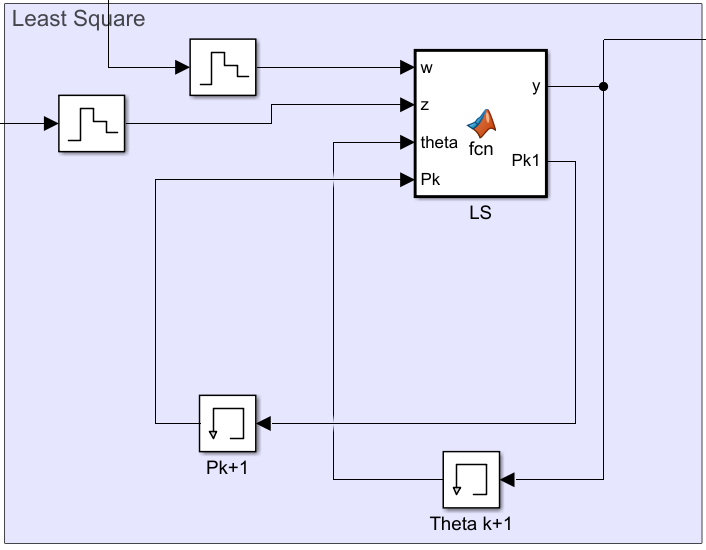 Least Square
w
z
theta
Pk
fcn
y
Pk1
LS
Pk+1
Theta k+1